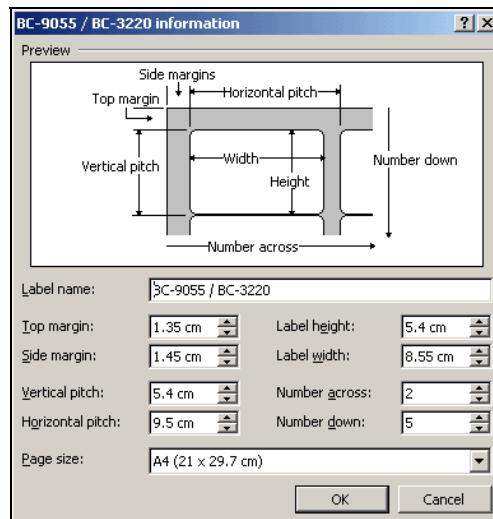 BC-9055 / BC-3220 information
Preview
Side margins
Horizontal pitch
Top margin
Vertical pitch
Width
Height
Number down
Number across
Label name: BC-9055 / BC-3220
Top margin: 1.35 cm Label height: 5.4 cm
Side margin: 1.45 cm Label width: 8.55 cm
Vertical pitch: 5.4 cm Number across: 2
Horizontal pitch: 9.5 cm Number down: 5
Page size: A4 (21 x 29.7 cm)
OK Cancel